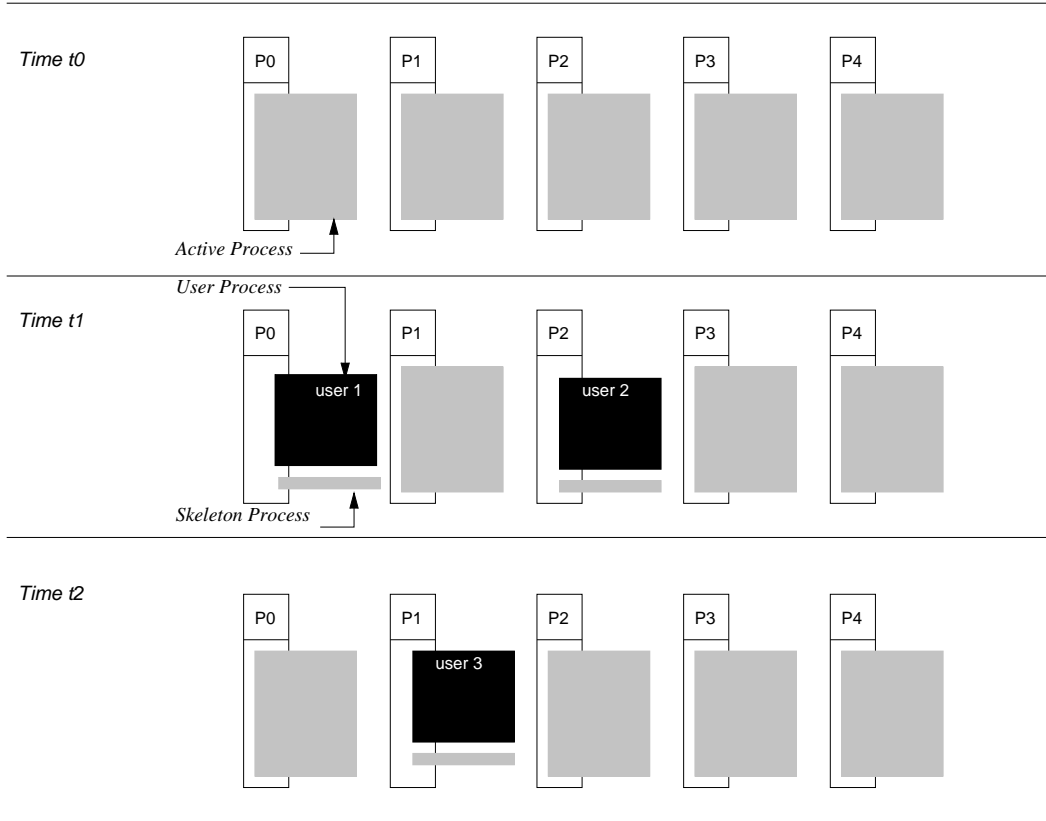 Time t0
P0 P1 P2 P3 P4
Active Process
User Process
Time t1
P0 P1 P2 P3 P4
user 1 user 2
Skeleton Process
Time t2
P0 P1 P2 P3 P4
user 3